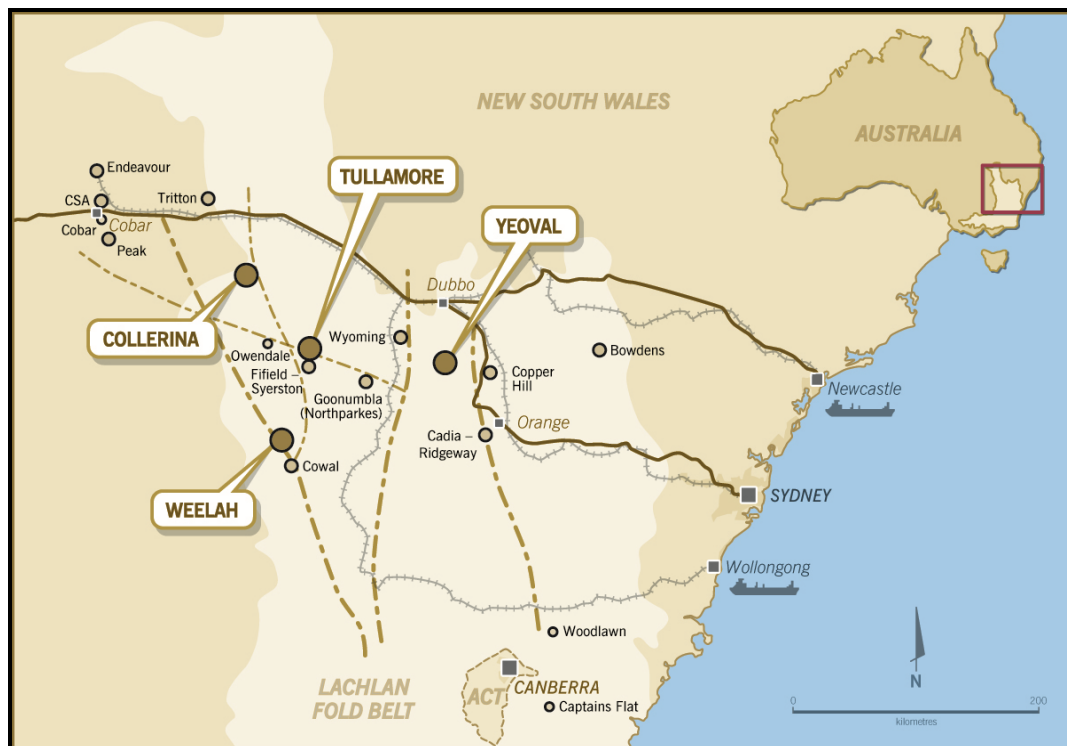 NEW SOUTH WALES
AUSTRALIA
Endeavour
TULLAMORE
CSA
Tritton
Cobar
Cobar
Peak
YEOVAL
Dubbo
COLLERINA
Wyoming
Owendale
Fifield –
Syerston
Bowdens
Copper
Hill
Goonumbla
(Northparkes)
Newcastle
Orange
Cadia –
Ridgeway
Cowal
WEELAH
SYDNEY
Wollongong
Woodlawn
LACHLAN
FOLD BELT
ACT
CANBERRA
Captains Flat
N
0
200
kilometres